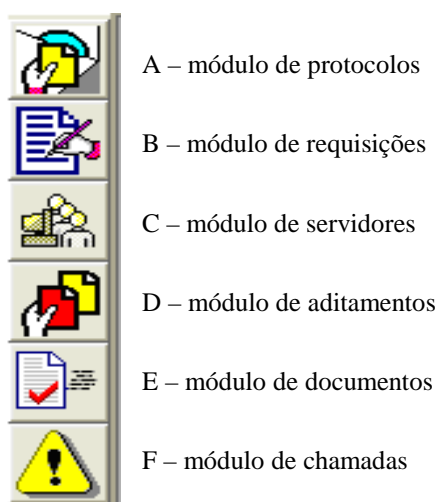 A – módulo de protocolos
B – módulo de requisições
C – módulo de servidores
D – módulo de aditamentos
E – módulo de documentos
F – módulo de chamadas